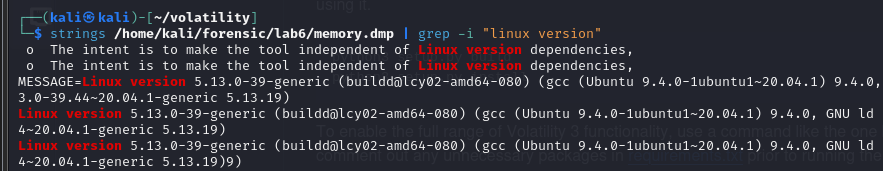 using it.
┌──(kali㉿kali)-[~/volatility]
└─$ strings /home/kali/forensic/lab6/memory.dmp | grep -i "linux version"
o  The intent is to make the tool independent of Linux version dependencies,
o  The intent is to make the tool independent of Linux version dependencies,
MESSAGE=Linux version 5.13.0-39-generic (buildd@lcy02-amd64-080) (gcc (Ubuntu 9.4.0-1ubuntu1~20.04.1) 9.4.0,
3.0-39.44~20.04.1-generic 5.13.19)
Linux version 5.13.0-39-generic (buildd@lcy02-amd64-080) (gcc (Ubuntu 9.4.0-1ubuntu1~20.04.1) 9.4.0, GNU ld
4~20.04.1-generic 5.13.19)
To enable the full range of Volatility 3 functionality, use a command like the one
Linux version 5.13.0-39-generic (buildd@lcy02-amd64-080) (gcc (Ubuntu 9.4.0-1ubuntu1~20.04.1) 9.4.0, GNU ld
comment out any unnecessary packages in prior to running the
4~20.04.1-generic 5.13.19)9)